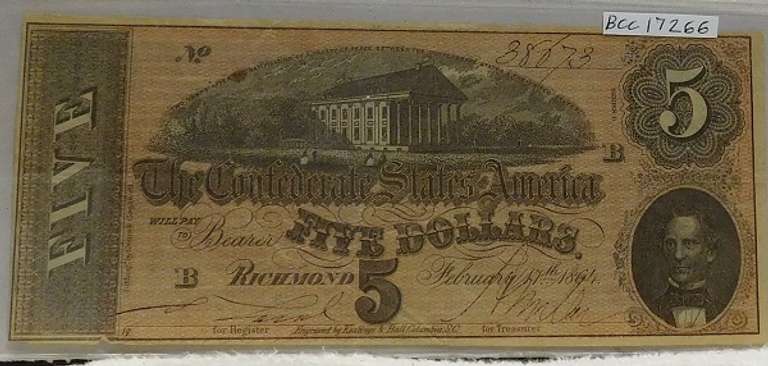 BCC 17266
No 38673
5
FIVE
B
The Confederate States of America
WILL PAY
TO Bearer FIVE DOLLARS.
B RICHMOND 5 February 17th 1864.
for Register Engraved by Keatinge & Ball Columbia, S.C. for Treasurer